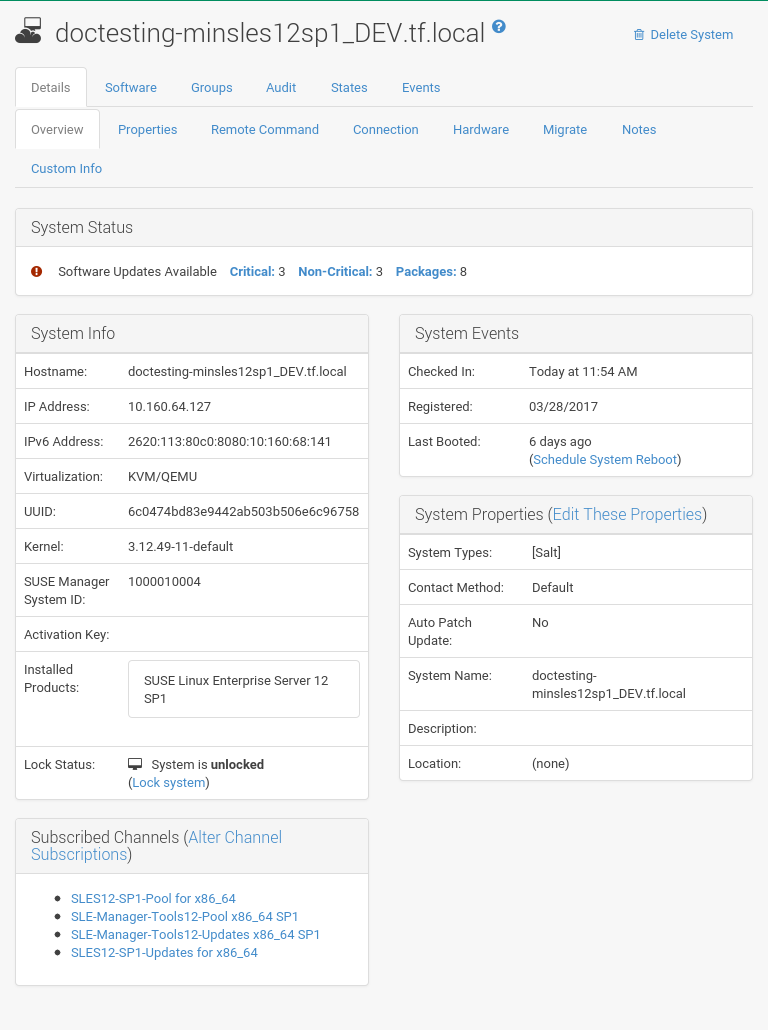 doctesting-minsles12sp1_DEV.tf.local
Delete System
Details Software Groups Audit States Events
Overview Properties Remote Command Connection Hardware Migrate Notes
Custom Info
System Status
Software Updates Available Critical: 3 Non-Critical: 3 Packages: 8
System Info
Hostname: doctesting-minsles12sp1_DEV.tf.local
IP Address: 10.160.64.127
IPv6 Address: 2620:113:80c0:8080:10:160:68:141
Virtualization: KVM/QEMU
UUID: 6c0474bd83e9442ab503b506e6c96758
Kernel: 3.12.49-11-default
SUSE Manager 1000010004
System ID:
Activation Key:
Installed
Products:
SUSE Linux Enterprise Server 12
SP1
Lock Status: System is unlocked
(Lock system)
Subscribed Channels (Alter Channel
Subscriptions)
SLES12-SP1-Pool for x86_64
SLE-Manager-Tools12-Pool x86_64 SP1
SLE-Manager-Tools12-Updates x86_64 SP1
SLES12-SP1-Updates for x86_64
System Events
Checked In: Today at 11:54 AM
Registered: 03/28/2017
Last Booted: 6 days ago
(Schedule System Reboot)
System Properties (Edit These Properties)
System Types: [Salt]
Contact Method: Default
Auto Patch No
Update:
System Name: doctesting-
minsles12sp1_DEV.tf.local
Description:
Location: (none)